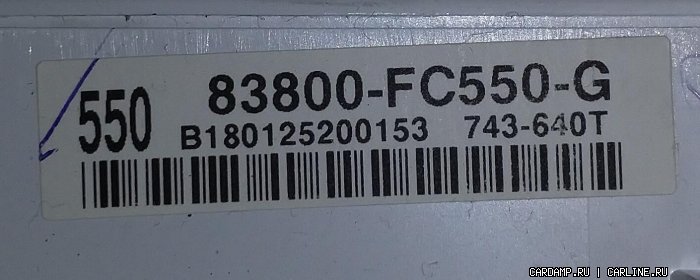 550 83800-FC550-G
B180125200153 743-640T
CARDAMP.RU | CARLINE.RU